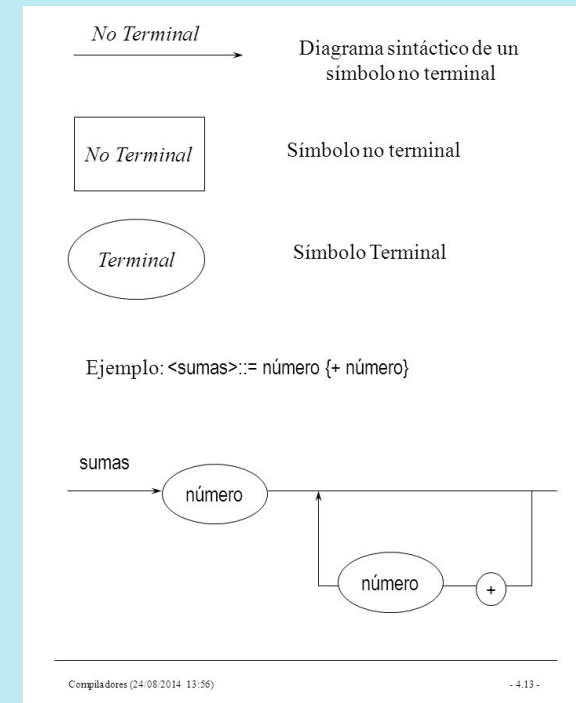 No Terminal
Diagrama sintáctico de un
símbolo no terminal
No Terminal
Símbolo no terminal
Terminal
Símbolo Terminal
Ejemplo: <sumas>::= número {+ número}
sumas
número
número
+
Compiladores (24/08/2014 13:56)
- 4.13 -